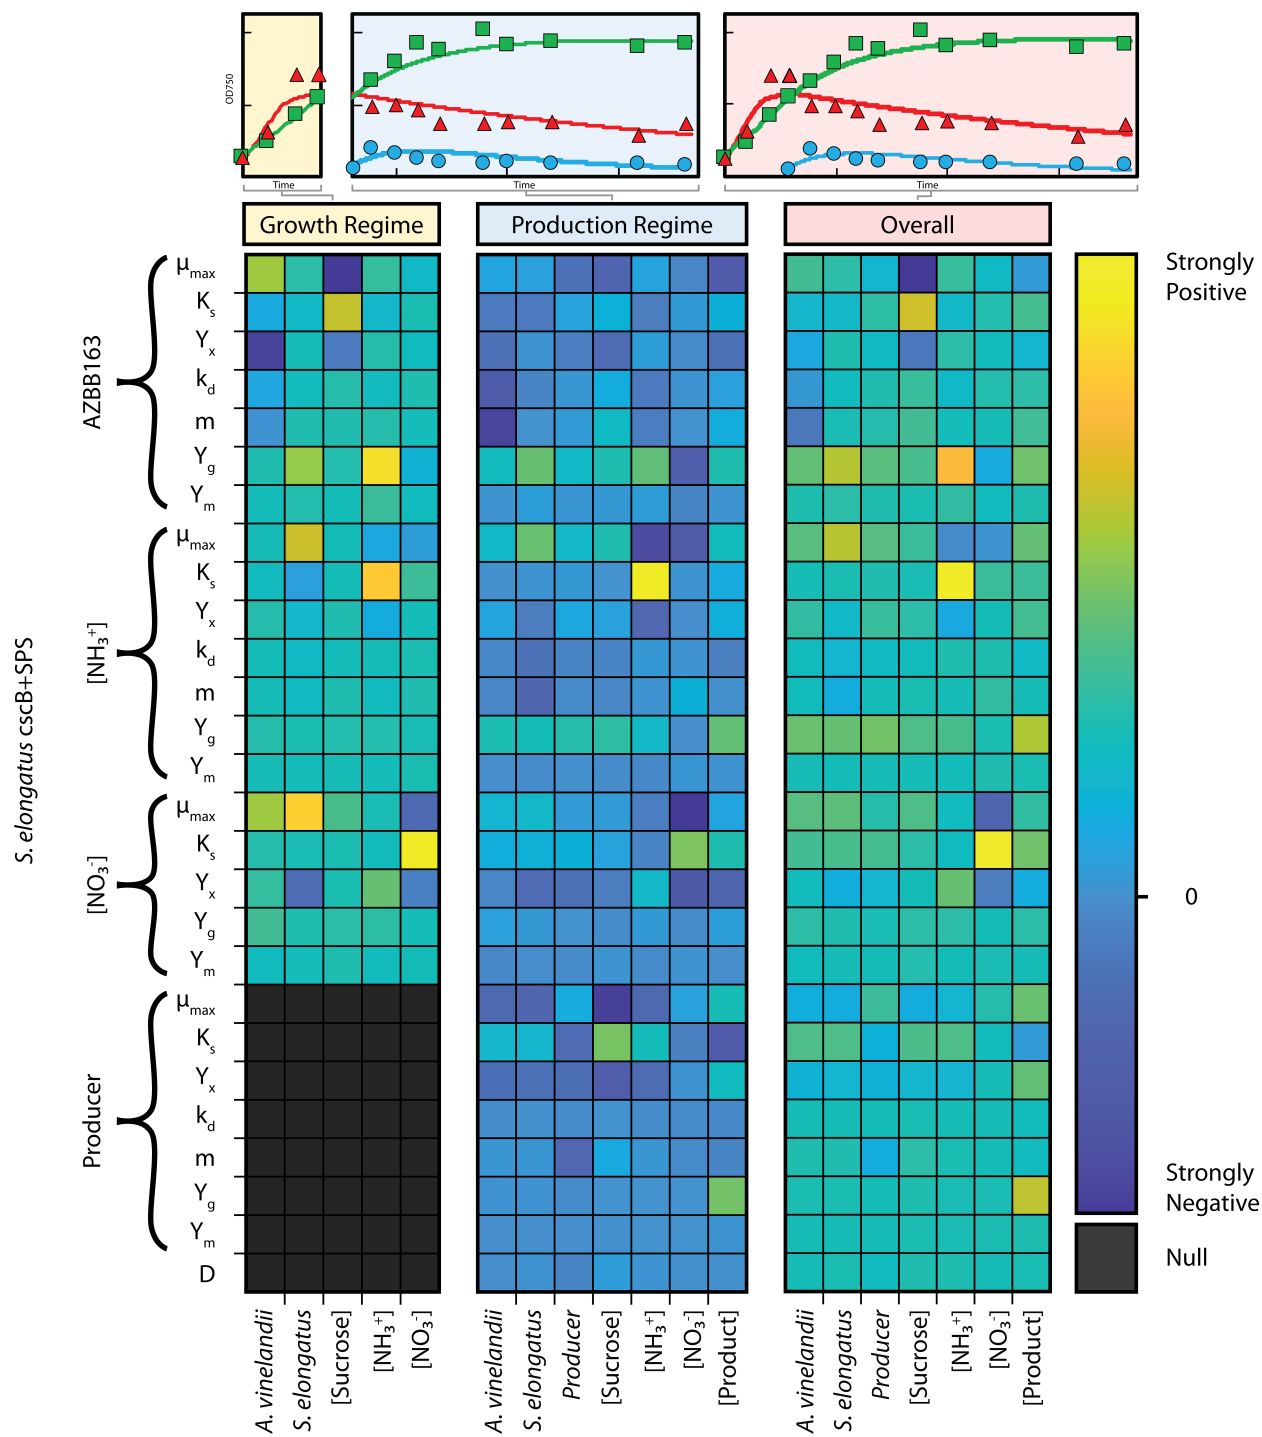 OD750
Time
Time
Time
Growth Regime
Production Regime
Overall
S. elongatus cscB+SPS
AZBB163
μmax
Ks
Yx
kd
m
Yg
Ym
[NH₃⁺]
μmax
Ks
Yx
kd
m
Yg
Ym
[NO₃⁻]
μmax
Ks
Yx
Yg
Ym
Producer
μmax
Ks
Yx
kd
m
Yg
Ym
D
A. vinelandii
S. elongatus
[Sucrose]
[NH₃⁺]
[NO₃⁻]
A. vinelandii
S. elongatus
Producer
[Sucrose]
[NH₃⁺]
[NO₃⁻]
[Product]
A. vinelandii
S. elongatus
Producer
[Sucrose]
[NH₃⁺]
[NO₃⁻]
[Product]
Strongly
Positive
0
Strongly
Negative
Null